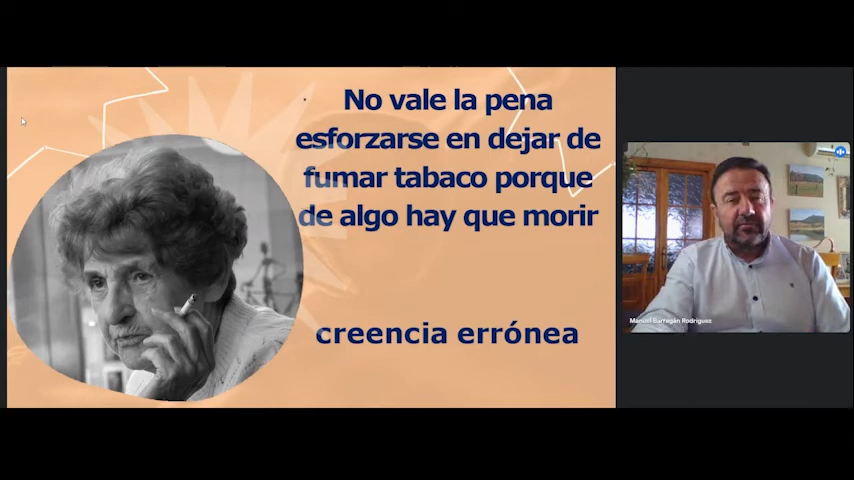 No vale la pena
esforzarse en dejar de
fumar tabaco porque
de algo hay que morir
creencia errónea
Manuel Barragán Rodríguez